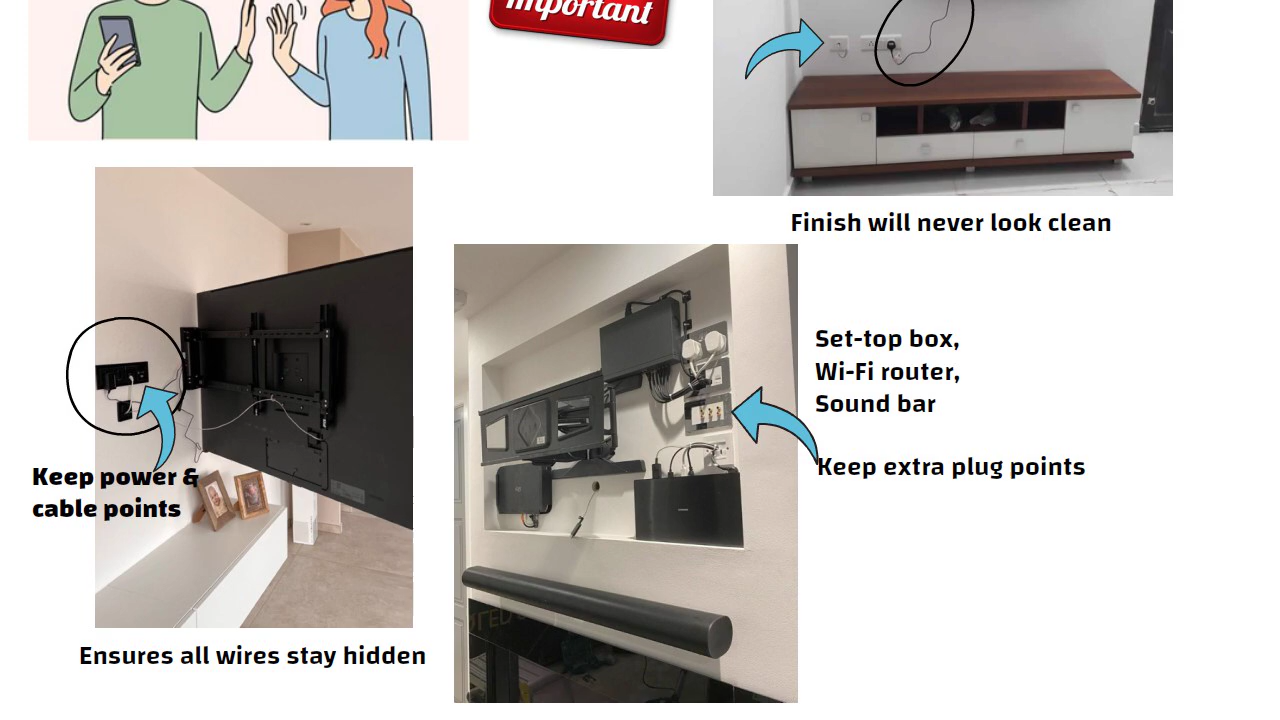 Important
Finish will never look clean
Set-top box,
Wi-Fi router,
Sound bar
Keep extra plug points
Keep power &
cable points
Ensures all wires stay hidden